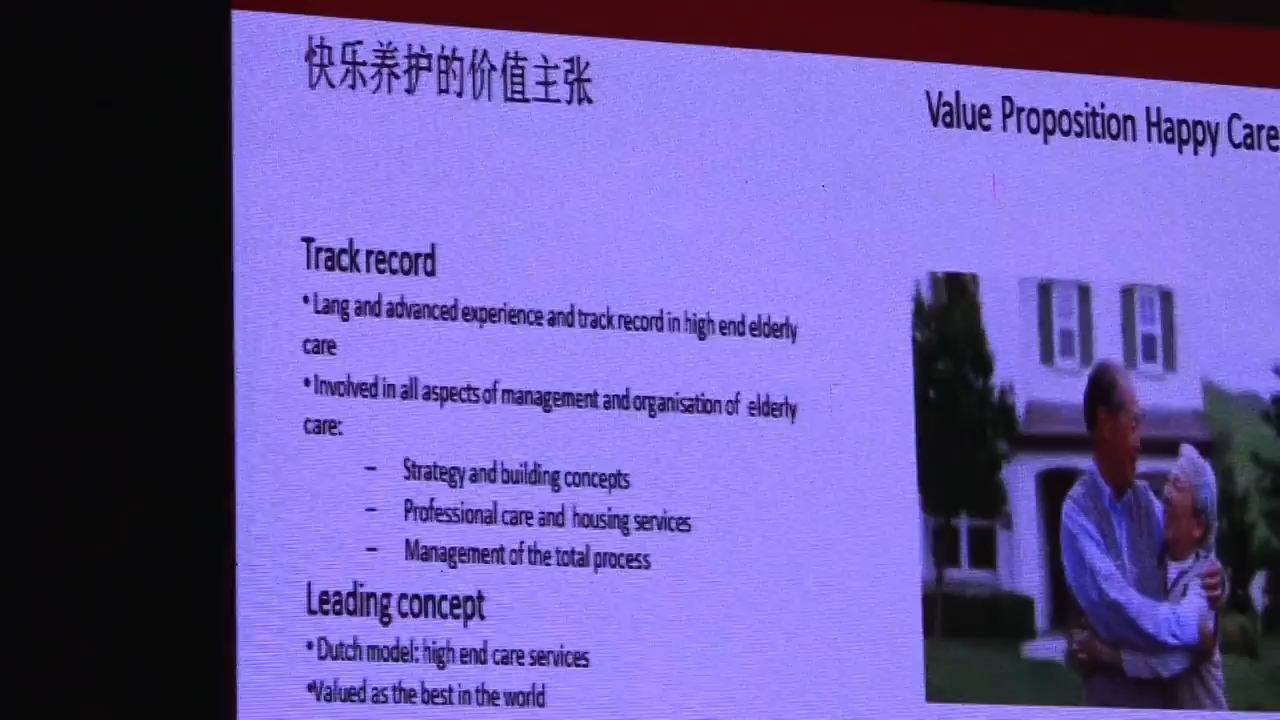 快乐养护的价值主张
Value Proposition Happy Care
Track record
• Lang and advanced experience and track record in high end elderly
care
• Involved in all aspects of management and organisation of elderly
care:
– Strategy and building concepts
– Professional care and housing services
– Management of the total process
Leading concept
• Dutch model: high end care services
• Valued as the best in the world